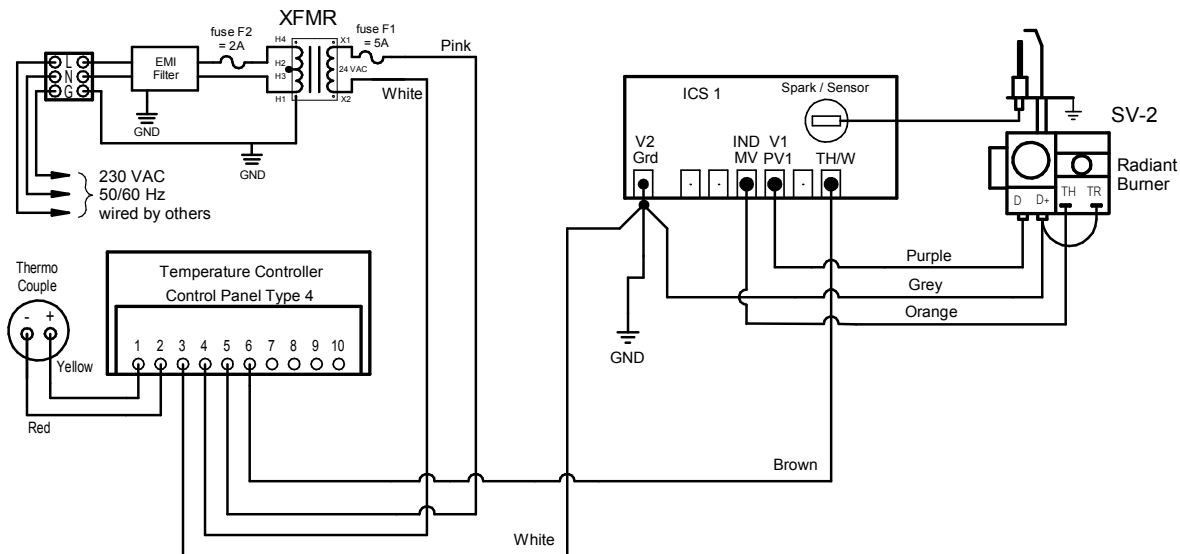 XFMR
fuse F2
= 2A
fuse F1
= 5A
H4
H2
H3
H1
X1
24 VAC
X2
Pink
White
L
N
G
EMI
Filter
GND
GND
230 VAC
50/60 Hz
wired by others
ICS 1
Spark / Sensor
V2
Grd
IND
MV
V1
PV1
TH/W
SV-2
Radiant
Burner
D
D+
TH
TR
Purple
Grey
Orange
GND
Thermo
Couple
-
+
Yellow
Red
Temperature Controller
Control Panel Type 4
1 2 3 4 5 6 7 8 9 10
Brown
White